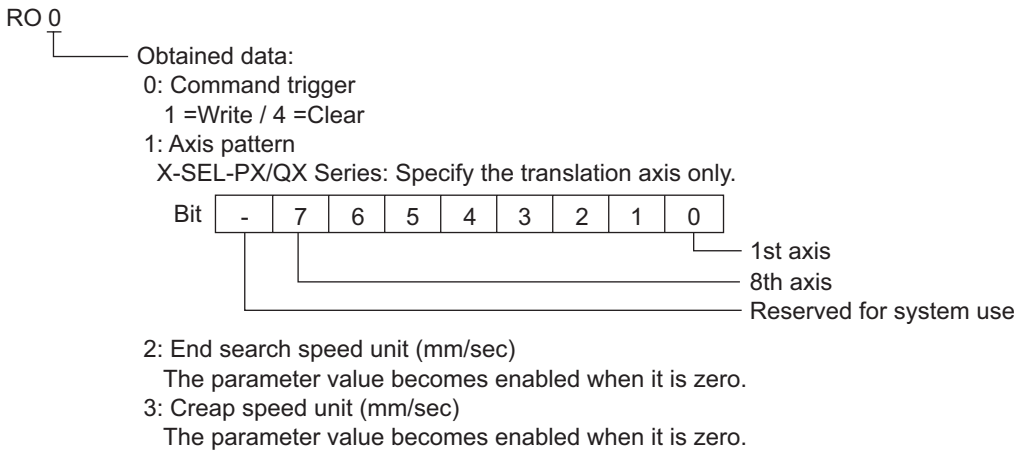 RO 0
Obtained data:
0: Command trigger
1 =Write / 4 =Clear
1: Axis pattern
X-SEL-PX/QX Series: Specify the translation axis only.
Bit - 7 6 5 4 3 2 1 0
1st axis
8th axis
Reserved for system use
2: End search speed unit (mm/sec)
The parameter value becomes enabled when it is zero.
3: Creap speed unit (mm/sec)
The parameter value becomes enabled when it is zero.